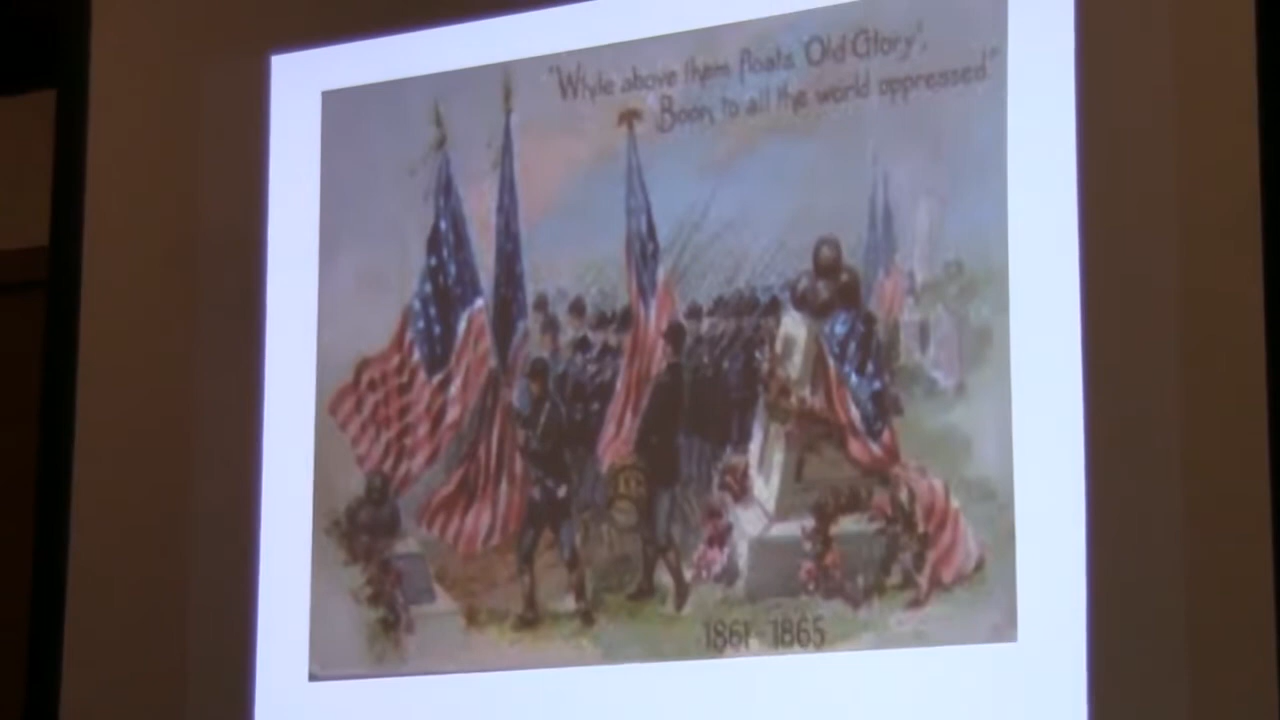 "While above them floats 'Old Glory',
Boon, to all the world oppressed."
1861-1865